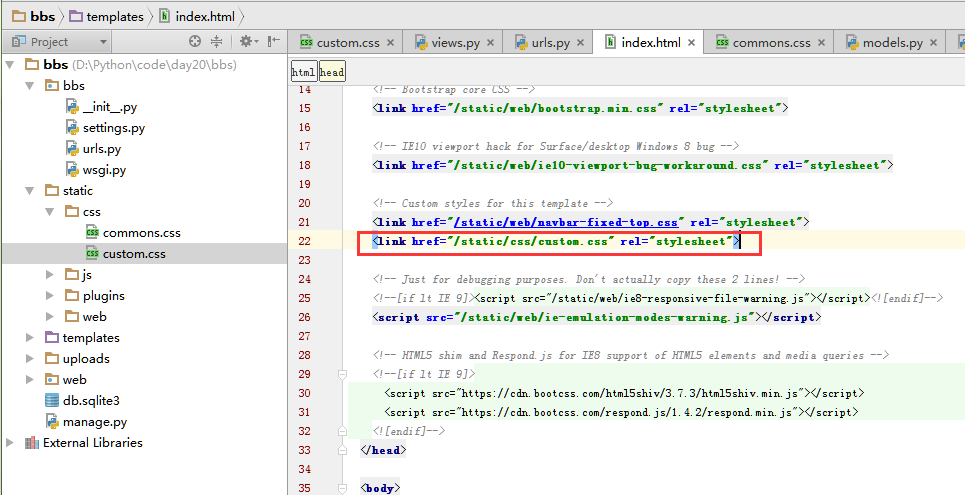 bbs templates index.html
Project
custom.css views.py urls.py index.html commons.css models.py
html head
bbs (D:\Python\code\day20\bbs)
bbs
__init__.py
settings.py
urls.py
wsgi.py
static
css
commons.css
custom.css
js
plugins
web
templates
uploads
web
db.sqlite3
manage.py
External Libraries
14 <!-- Bootstrap core CSS -->
15 <link href="/static/web/bootstrap.min.css" rel="stylesheet">
16
17 <!-- IE10 viewport hack for Surface/desktop Windows 8 bug -->
18 <link href="/static/web/ie10-viewport-bug-workaround.css" rel="stylesheet">
19
20 <!-- Custom styles for this template -->
21 <link href="/static/web/navbar-fixed-top.css" rel="stylesheet">
22 <link href="/static/css/custom.css" rel="stylesheet">
23
24 <!-- Just for debugging purposes. Don't actually copy these 2 lines! -->
25 <!--[if lt IE 9]><script src="/static/web/ie8-responsive-file-warning.js"></script><![endif]-->
26 <script src="/static/web/ie-emulation-modes-warning.js"></script>
27
28 <!-- HTML5 shim and Respond.js for IE8 support of HTML5 elements and media queries -->
29 <!--[if lt IE 9]>
30 <script src="https://cdn.bootcss.com/html5shiv/3.7.3/html5shiv.min.js"></script>
31 <script src="https://cdn.bootcss.com/respond.js/1.4.2/respond.min.js"></script>
32 <![endif]-->
33 </head>
34
35 <body>